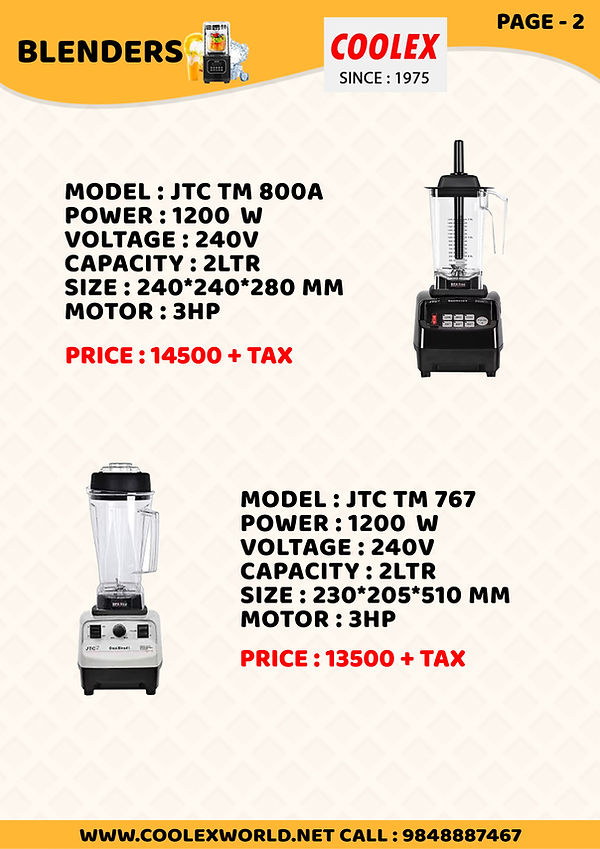 BLENDERS
COOLEX
SINCE : 1975
PAGE - 2
MODEL : JTC TM 800A
POWER : 1200 W
VOLTAGE : 240V
CAPACITY : 2LTR
SIZE : 240*240*280 MM
MOTOR : 3HP
PRICE : 14500 + TAX
MODEL : JTC TM 767
POWER : 1200 W
VOLTAGE : 240V
CAPACITY : 2LTR
SIZE : 230*205*510 MM
MOTOR : 3HP
PRICE : 13500 + TAX
JTC
WWW.COOLEXWORLD.NET CALL : 9848887467